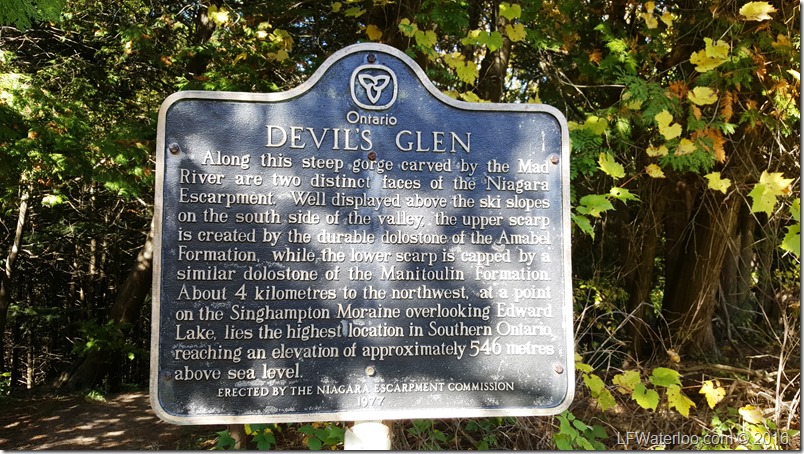 Ontario
DEVIL'S GLEN
Along this steep gorge carved by the Mad
River are two distinct faces of the Niagara
Escarpment. Well displayed above the ski slopes
on the south side of the valley, the upper scarp
is created by the durable dolostone of the Amabel
Formation, while the lower scarp is capped by a
similar dolostone of the Manitoulin Formation.
About 4 kilometres to the northwest, at a point
on the Singhampton Moraine overlooking Edward
Lake, lies the highest location in Southern Ontario,
reaching an elevation of approximately 546 metres
above sea level.
ERECTED BY THE NIAGARA ESCARPMENT COMMISSION
1977
LFWaterloo.com © 2016